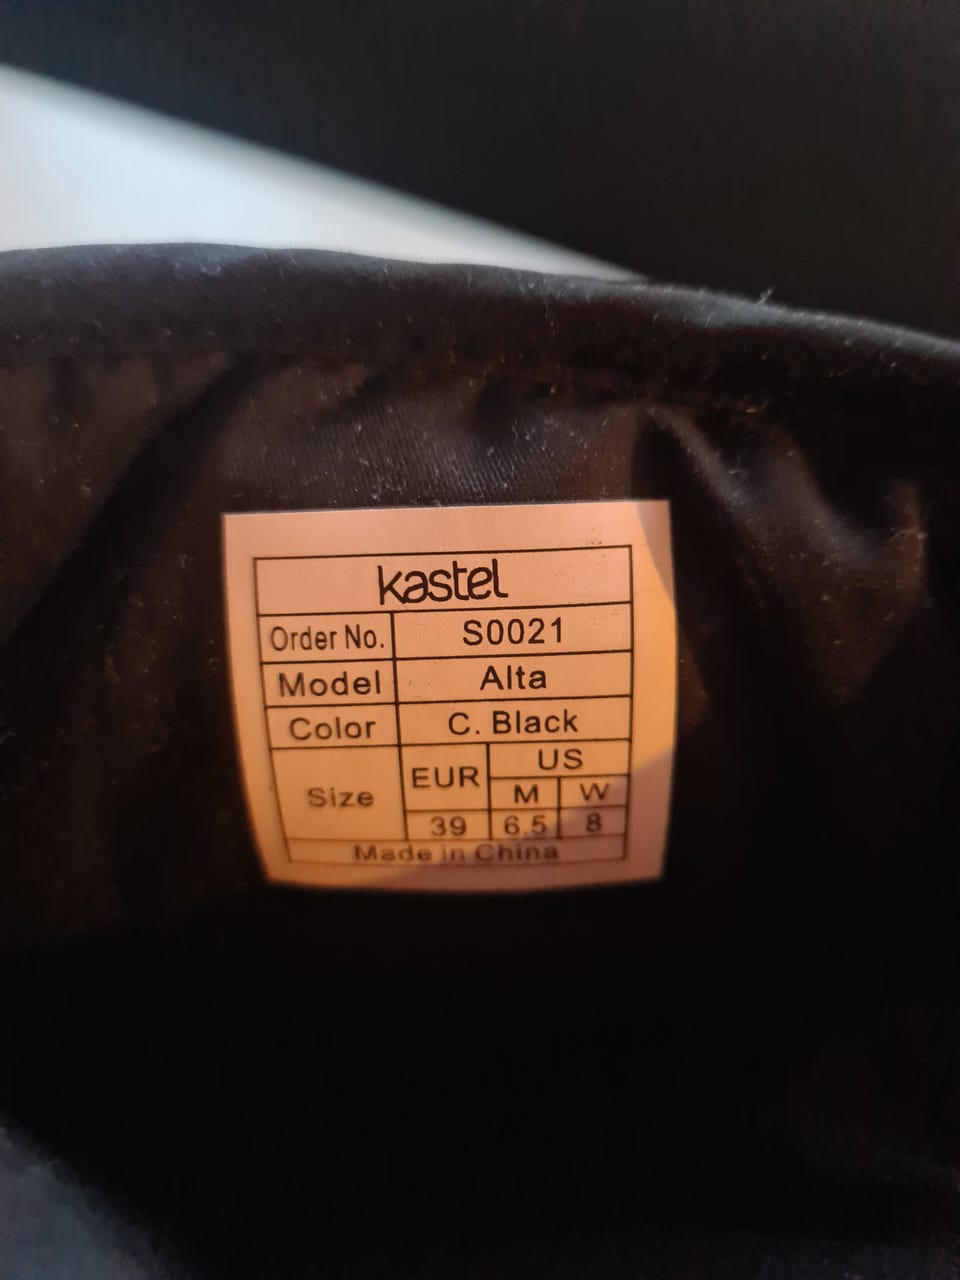 kastel
Order No. S0021
Model Alta
Color C. Black
Size EUR US
M W
39 6.5 8
Made in China